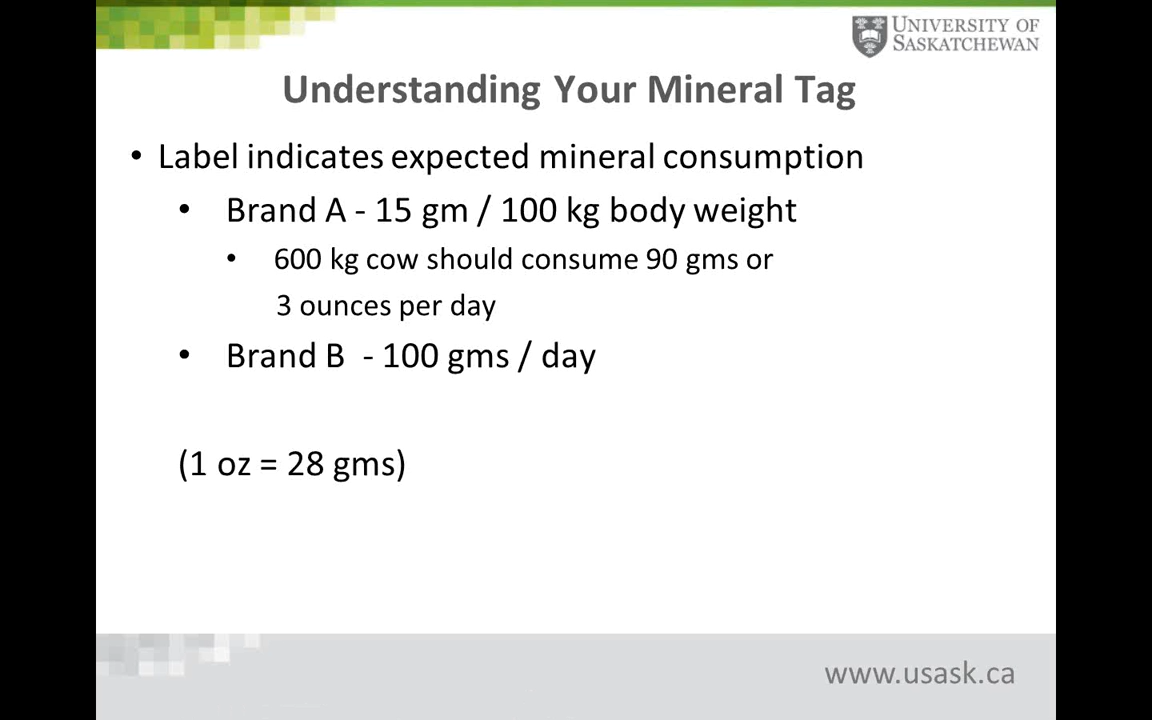 UNIVERSITY OF
SASKATCHEWAN
Understanding Your Mineral Tag
• Label indicates expected mineral consumption
• Brand A - 15 gm / 100 kg body weight
• 600 kg cow should consume 90 gms or
3 ounces per day
• Brand B - 100 gms / day
(1 oz = 28 gms)
www.usask.ca